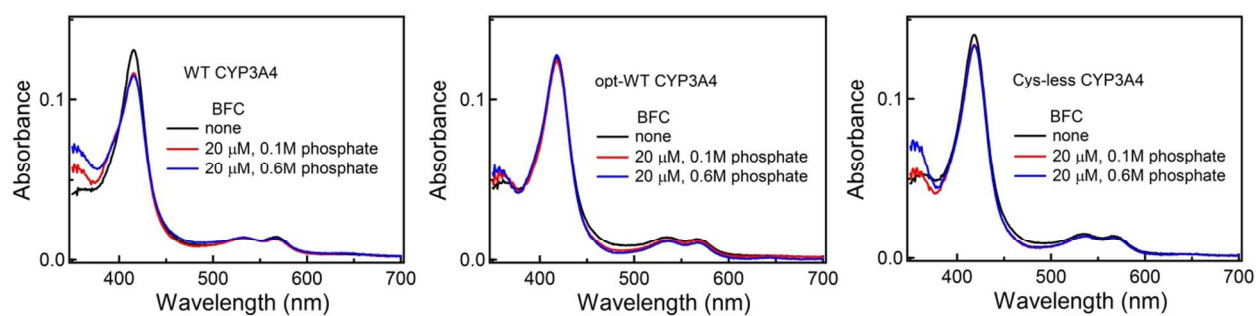 Absorbance
0.1
0.0
WT CYP3A4
BFC
none
20 μM, 0.1M phosphate
20 μM, 0.6M phosphate
400 500 600 700
Wavelength (nm)
Absorbance
0.1
0.0
opt-WT CYP3A4
BFC
none
20 μM, 0.1M phosphate
20 μM, 0.6M phosphate
400 500 600 700
Wavelength (nm)
Absorbance
0.1
0.0
Cys-less CYP3A4
BFC
none
20 μM, 0.1M phosphate
20 μM, 0.6M phosphate
400 500 600 700
Wavelength (nm)